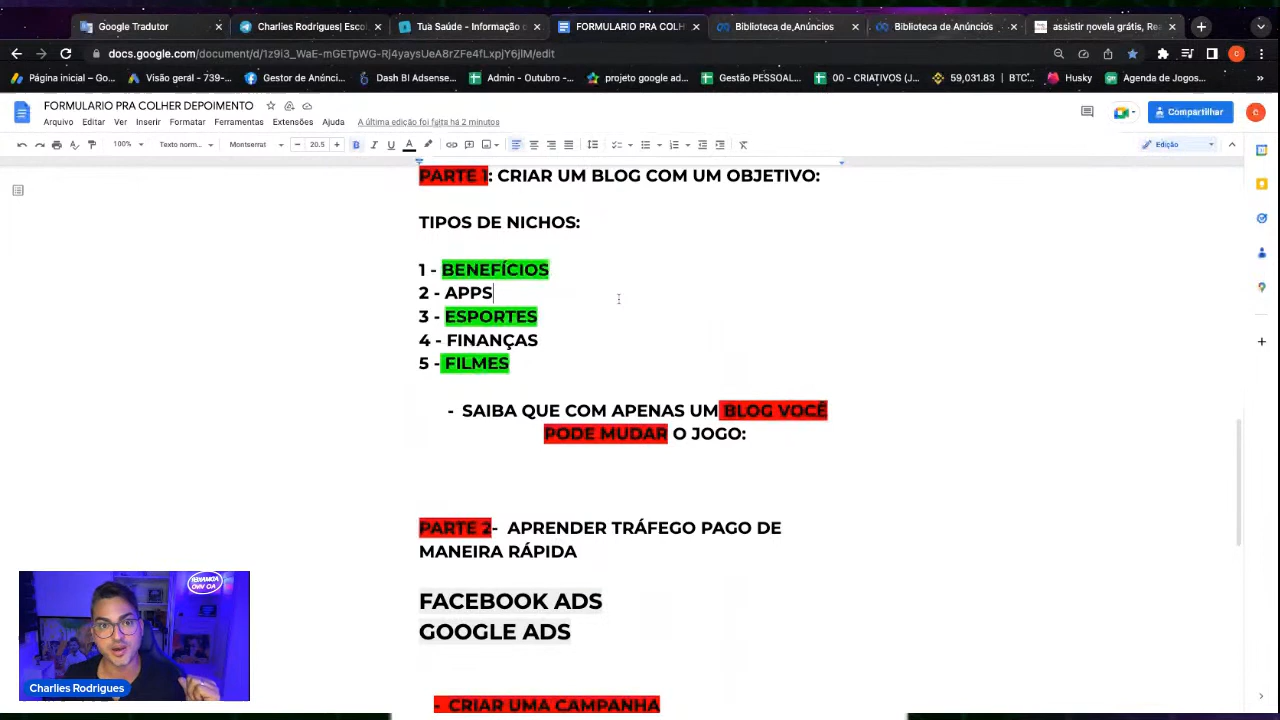 Google Tradutor
Charlies Rodrigues| Escol
Tua Saúde - Informação o
FORMULARIO PRA COLH
Biblioteca de Anúncios
Biblioteca de Anúncios
assistir novela grátis, Rea
docs.google.com/document/d/1z9i3_WaE-mGETpWG-Rj4yaysUeA8rZFe4fLxpJY6jlM/edit
Página inicial – Go...
Visão geral – 739-...
Gestor de Anúnci...
Dash BI Adsense...
Admin - Outubro -...
projeto google ad...
Gestão PESSOAL...
00 - CRIATIVOS (J...
59,031.83 | BTC...
Husky
Agenda de Jogos...
FORMULARIO PRA COLHER DEPOIMENTO
Arquivo Editar Ver Inserir Formatar Ferramentas Extensões Ajuda A última edição foi feita há 2 minutos
Compartilhar
100% Texto norm... Montserrat 20.5 Edição
PARTE 1: CRIAR UM BLOG COM UM OBJETIVO:
TIPOS DE NICHOS:
1 - BENEFÍCIOS
2 - APPS
3 - ESPORTES
4 - FINANÇAS
5 - FILMES
- SAIBA QUE COM APENAS UM BLOG VOCÊ
PODE MUDAR O JOGO:
PARTE 2- APRENDER TRÁFEGO PAGO DE
MANEIRA RÁPIDA
FACEBOOK ADS
GOOGLE ADS
- CRIAR UMA CAMPANHA
Charlies Rodrigues